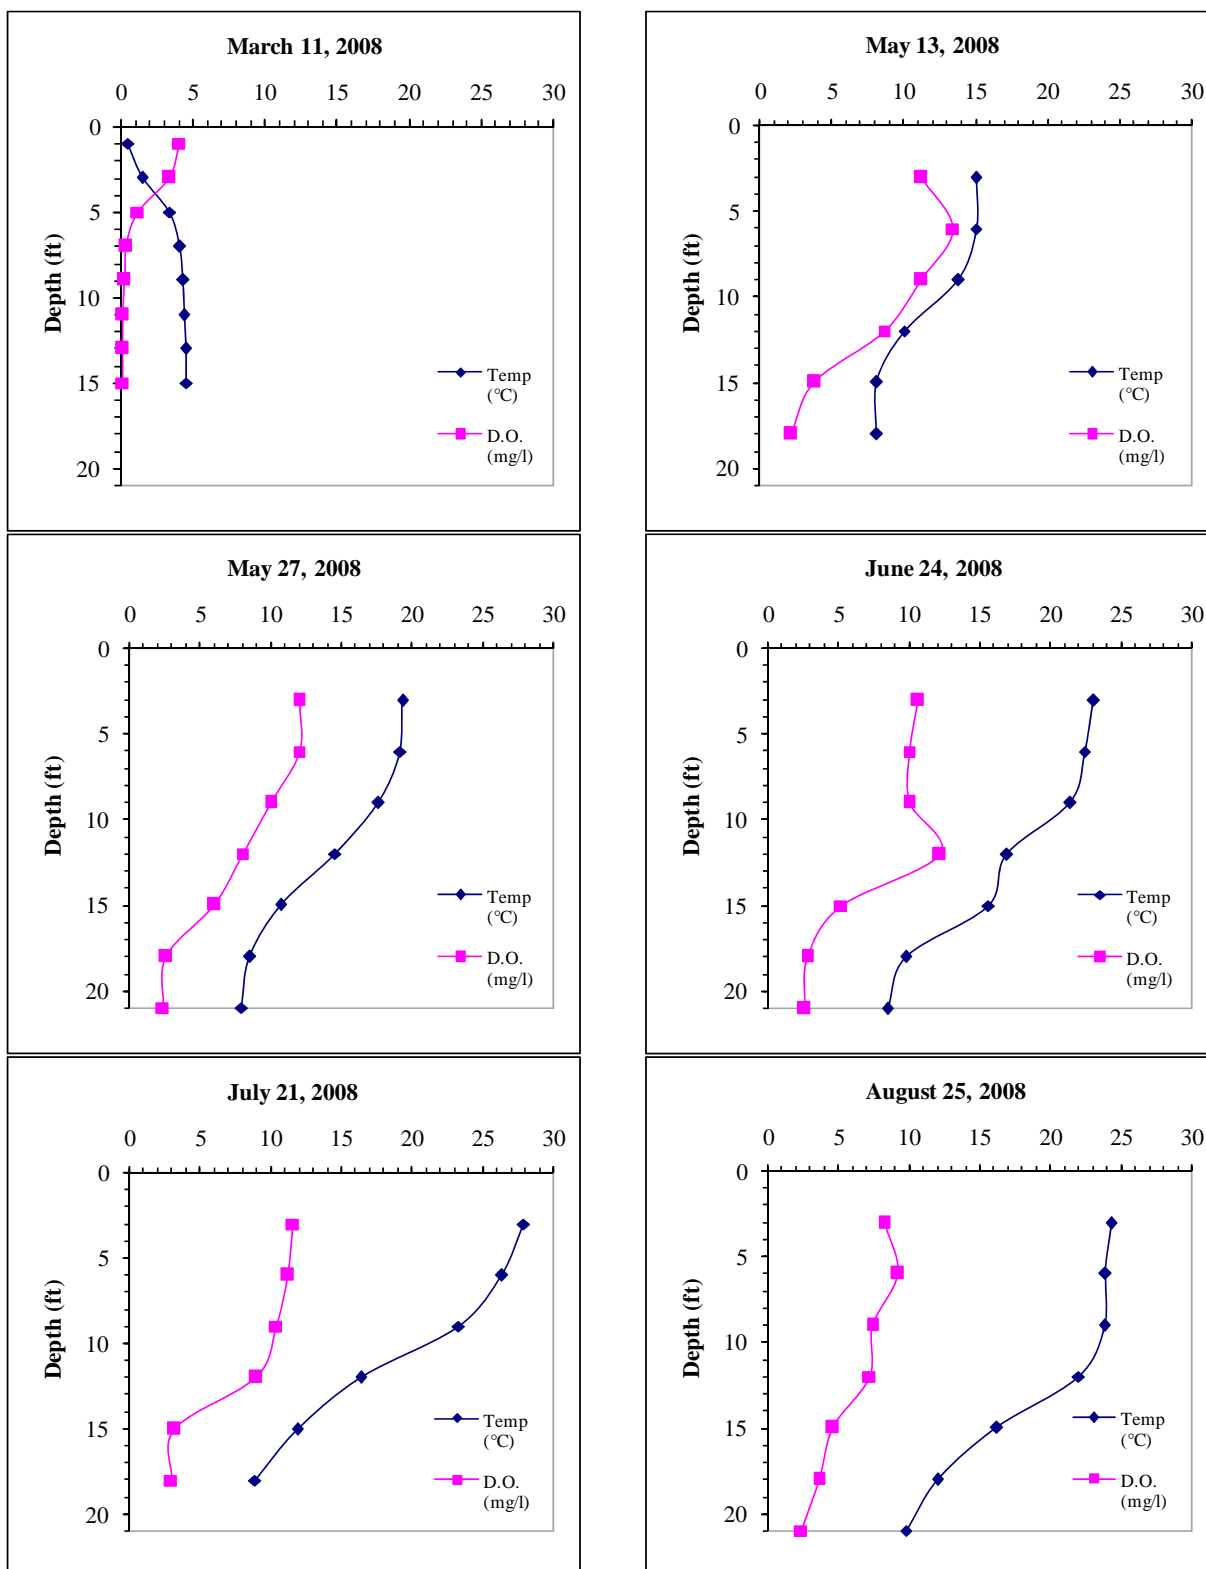 March 11, 2008
0 5 10 15 20 25 30
0
5
10
15
20
Depth (ft)
Temp
(°C)
D.O.
(mg/l)
May 13, 2008
0 5 10 15 20 25 30
0
5
10
15
20
Depth (ft)
Temp
(°C)
D.O.
(mg/l)
May 27, 2008
0 5 10 15 20 25 30
0
5
10
15
20
Depth (ft)
Temp
(°C)
D.O.
(mg/l)
June 24, 2008
0 5 10 15 20 25 30
0
5
10
15
20
Depth (ft)
Temp
(°C)
D.O.
(mg/l)
July 21, 2008
0 5 10 15 20 25 30
0
5
10
15
20
Depth (ft)
Temp
(°C)
D.O.
(mg/l)
August 25, 2008
0 5 10 15 20 25 30
0
5
10
15
20
Depth (ft)
Temp
(°C)
D.O.
(mg/l)